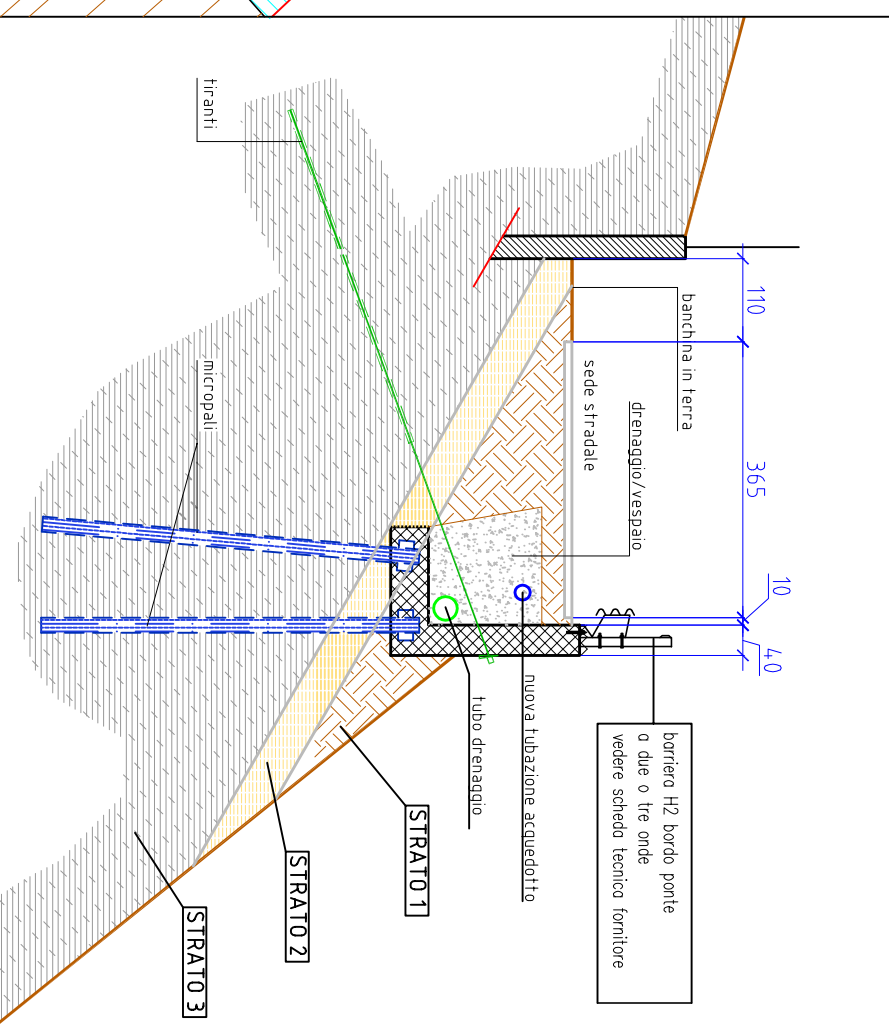 tiranti
micropali
banchina in terra
sede stradale
drenaggio/vespaio
110
365
10
40
barriera H2 bordo ponte
a due o tre onde
vedere scheda tecnica fornitore
nuova tubazione acquedotto
tubo drenaggio
STRATO 1
STRATO 2
STRATO 3